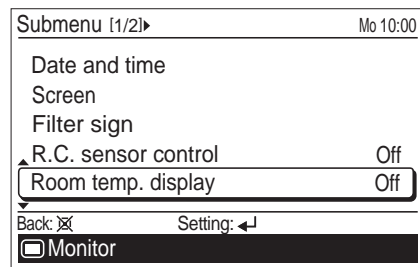 Submenu [1/2]▸ Mo 10:00
Date and time
Screen
Filter sign
R.C. sensor control Off
Room temp. display Off
Back: Setting:
Monitor